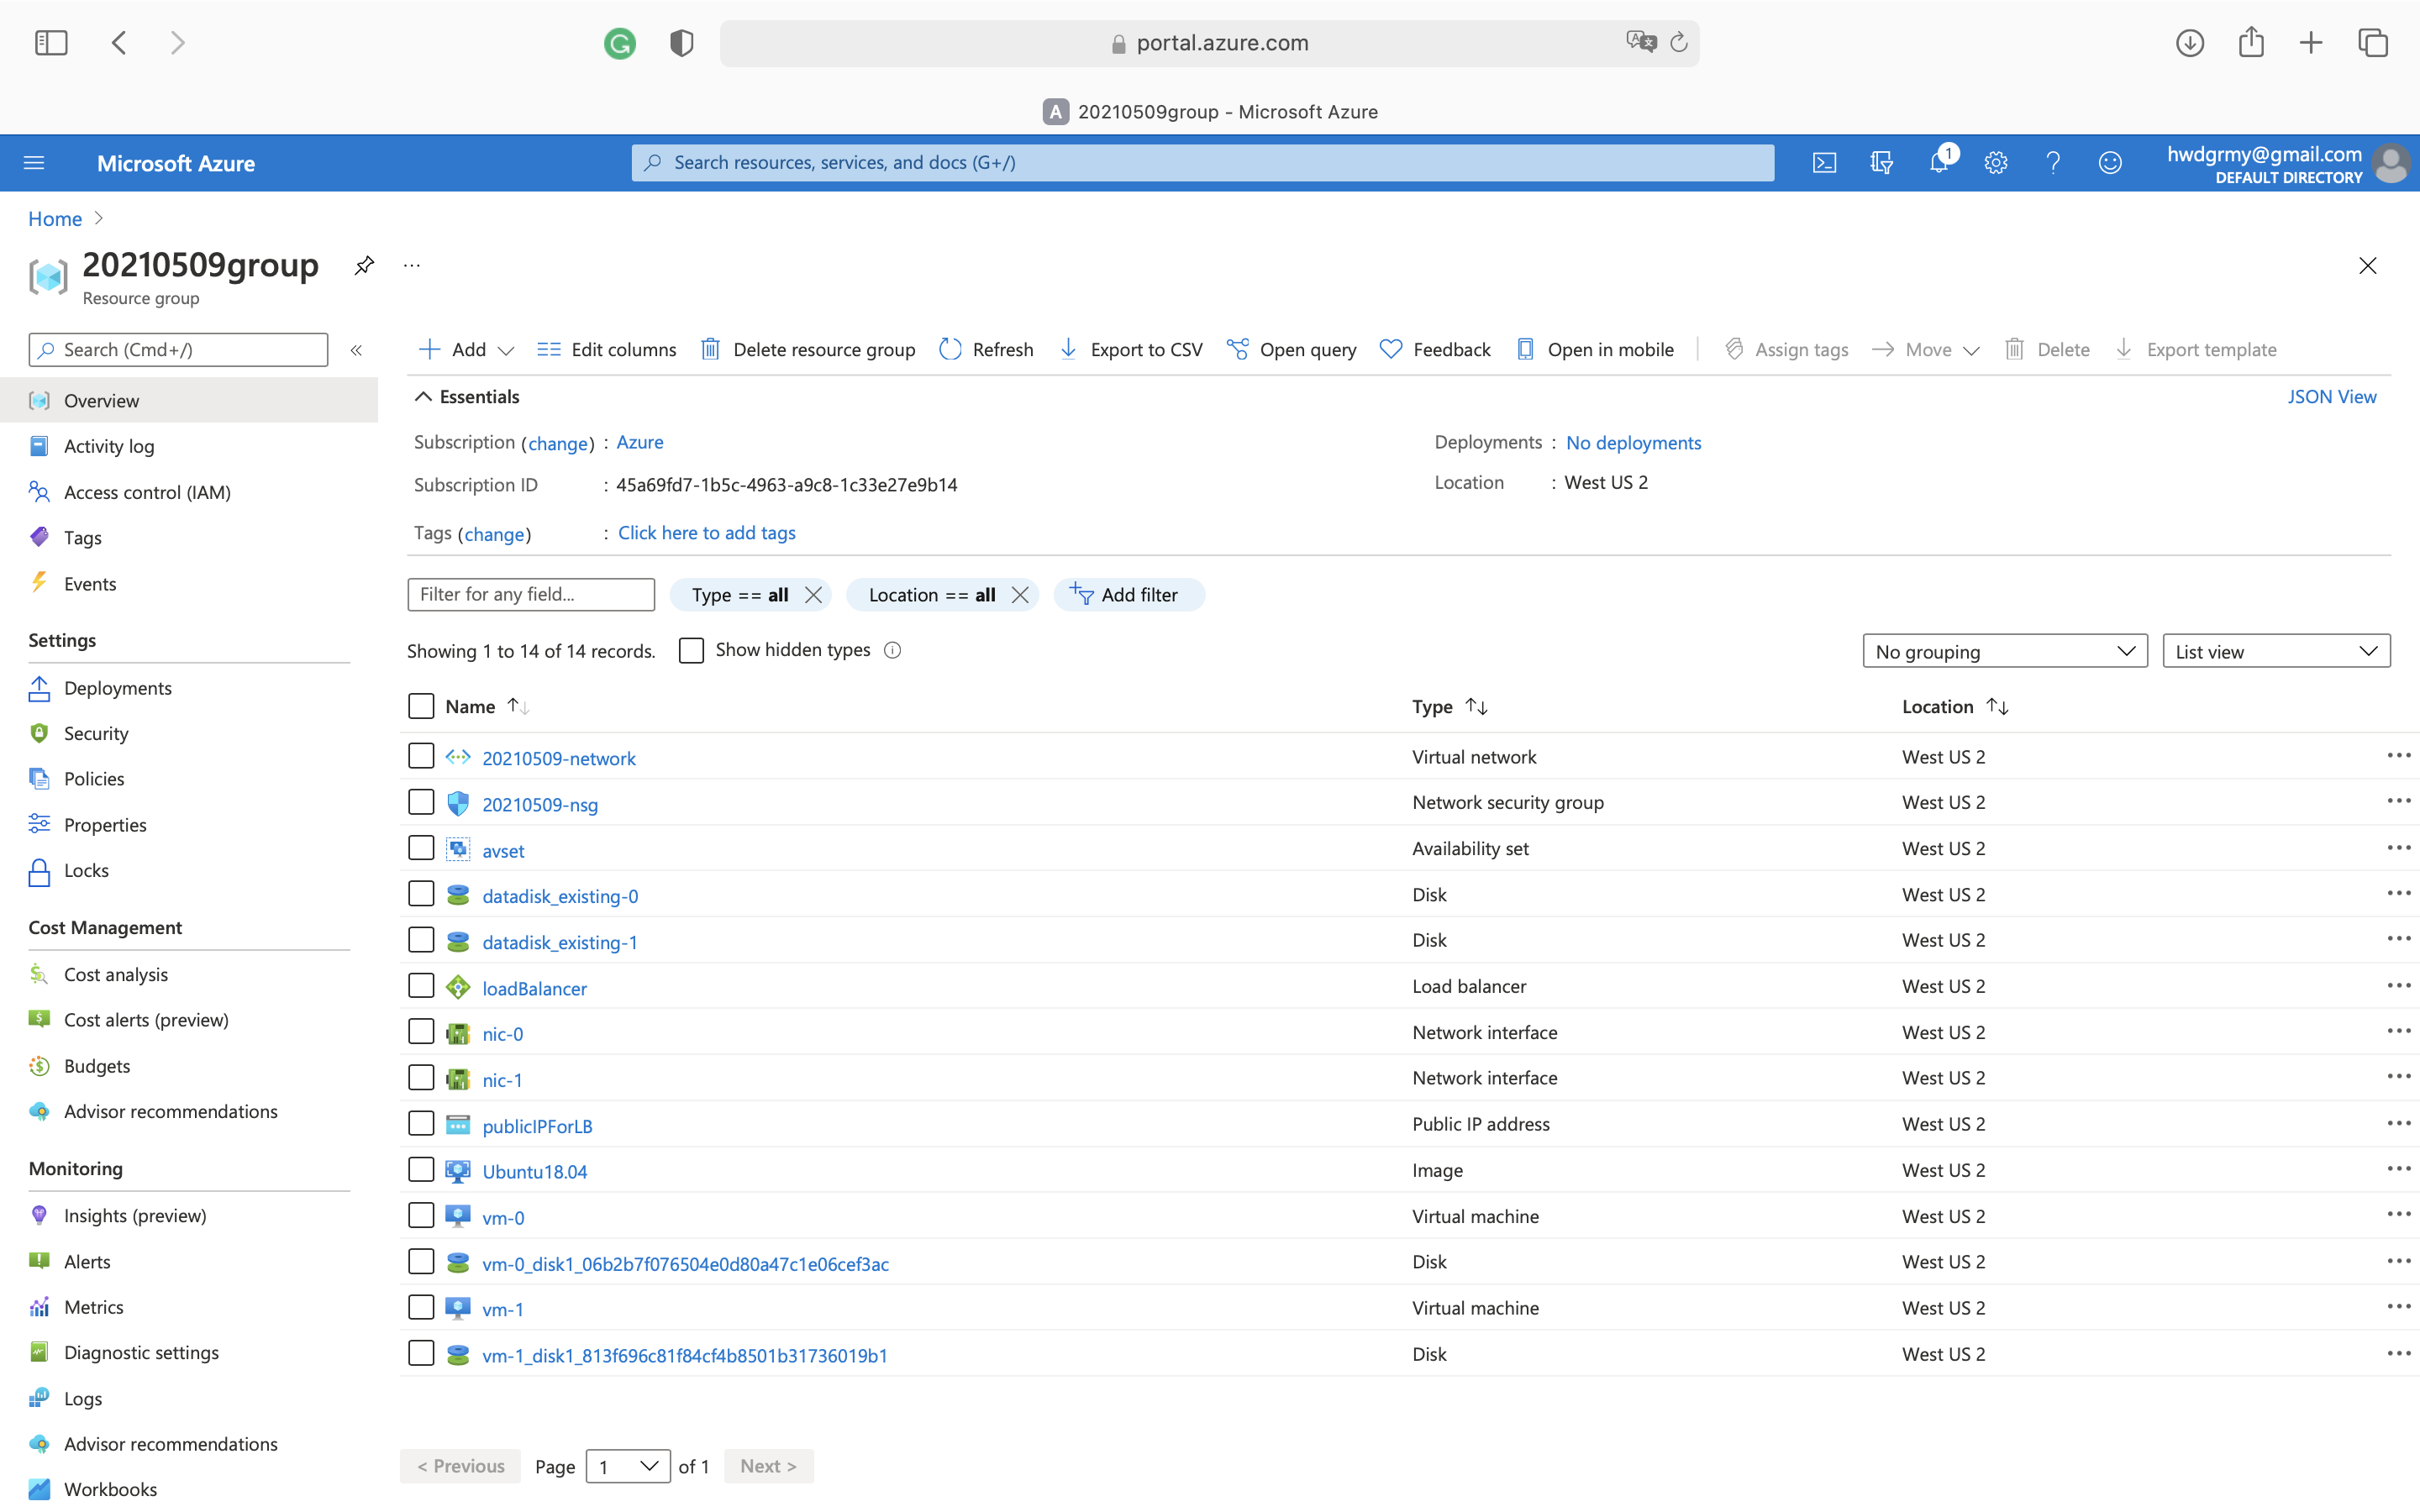 portal.azure.com
A 20210509group - Microsoft Azure
Microsoft Azure
Search resources, services, and docs (G+/)
1
hwdgrmy@gmail.com
DEFAULT DIRECTORY
Home
20210509group
Resource group
Search (Cmd+/)
Overview
Activity log
Access control (IAM)
Tags
Events
Settings
Deployments
Security
Policies
Properties
Locks
Cost Management
Cost analysis
Cost alerts (preview)
Budgets
Advisor recommendations
Monitoring
Insights (preview)
Alerts
Metrics
Diagnostic settings
Logs
Advisor recommendations
Workbooks
Add Edit columns Delete resource group Refresh Export to CSV Open query Feedback Open in mobile Assign tags Move Delete Export template
Essentials JSON View
Subscription (change) : Azure Deployments : No deployments
Subscription ID : 45a69fd7-1b5c-4963-a9c8-1c33e27e9b14 Location : West US 2
Tags (change) : Click here to add tags
Filter for any field... Type == all Location == all Add filter
Showing 1 to 14 of 14 records. Show hidden types No grouping List view
Name Type Location
20210509-network Virtual network West US 2
20210509-nsg Network security group West US 2
avset Availability set West US 2
datadisk_existing-0 Disk West US 2
datadisk_existing-1 Disk West US 2
loadBalancer Load balancer West US 2
nic-0 Network interface West US 2
nic-1 Network interface West US 2
publicIPForLB Public IP address West US 2
Ubuntu18.04 Image West US 2
vm-0 Virtual machine West US 2
vm-0_disk1_06b2b7f076504e0d80a47c1e06cef3ac Disk West US 2
vm-1 Virtual machine West US 2
vm-1_disk1_813f696c81f84cf4b8501b31736019b1 Disk West US 2
< Previous Page 1 of 1 Next >